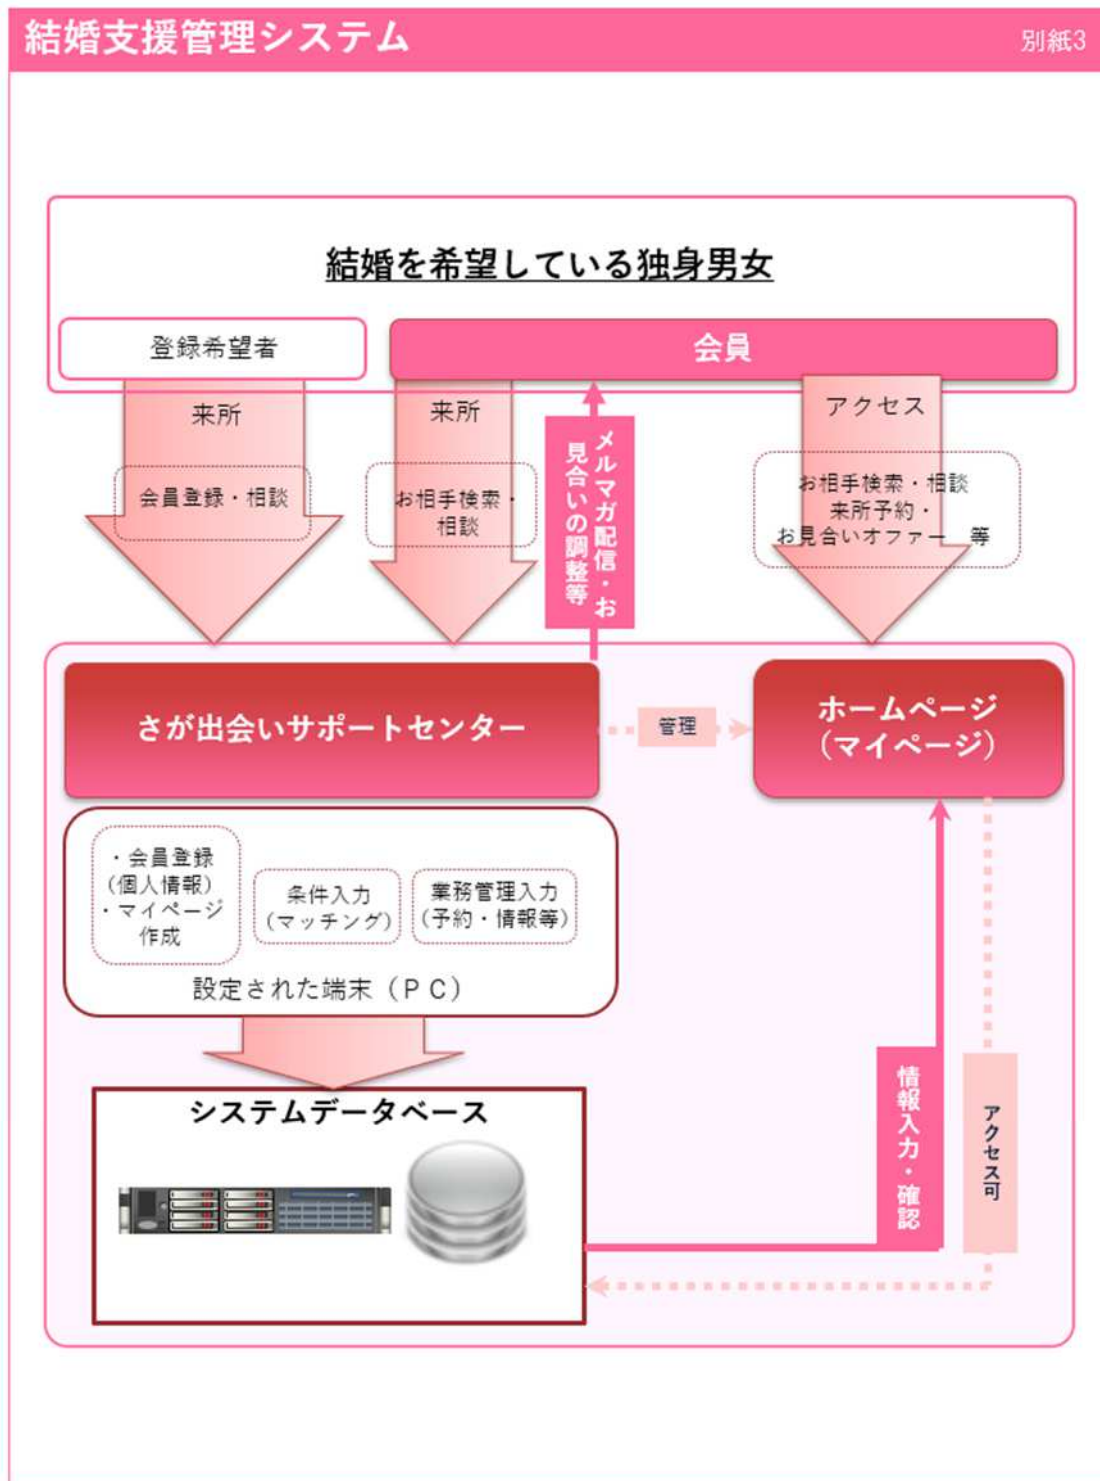 結婚支援管理システム
別紙3
結婚を希望している独身男女
登録希望者
会員
来所
来所
アクセス
会員登録・相談
お相手検索・
相談
メルマガ配信・お
見合いの調整等
お相手検索・相談
来所予約・
お見合いオファー　等
さが出会いサポートセンター
管理
ホームページ
(マイページ)
・会員登録
(個人情報)
・マイページ
作成
条件入力
(マッチング)
業務管理入力
(予約・情報等)
設定された端末（ＰＣ）
システムデータベース
情報入力・確認
アクセス可